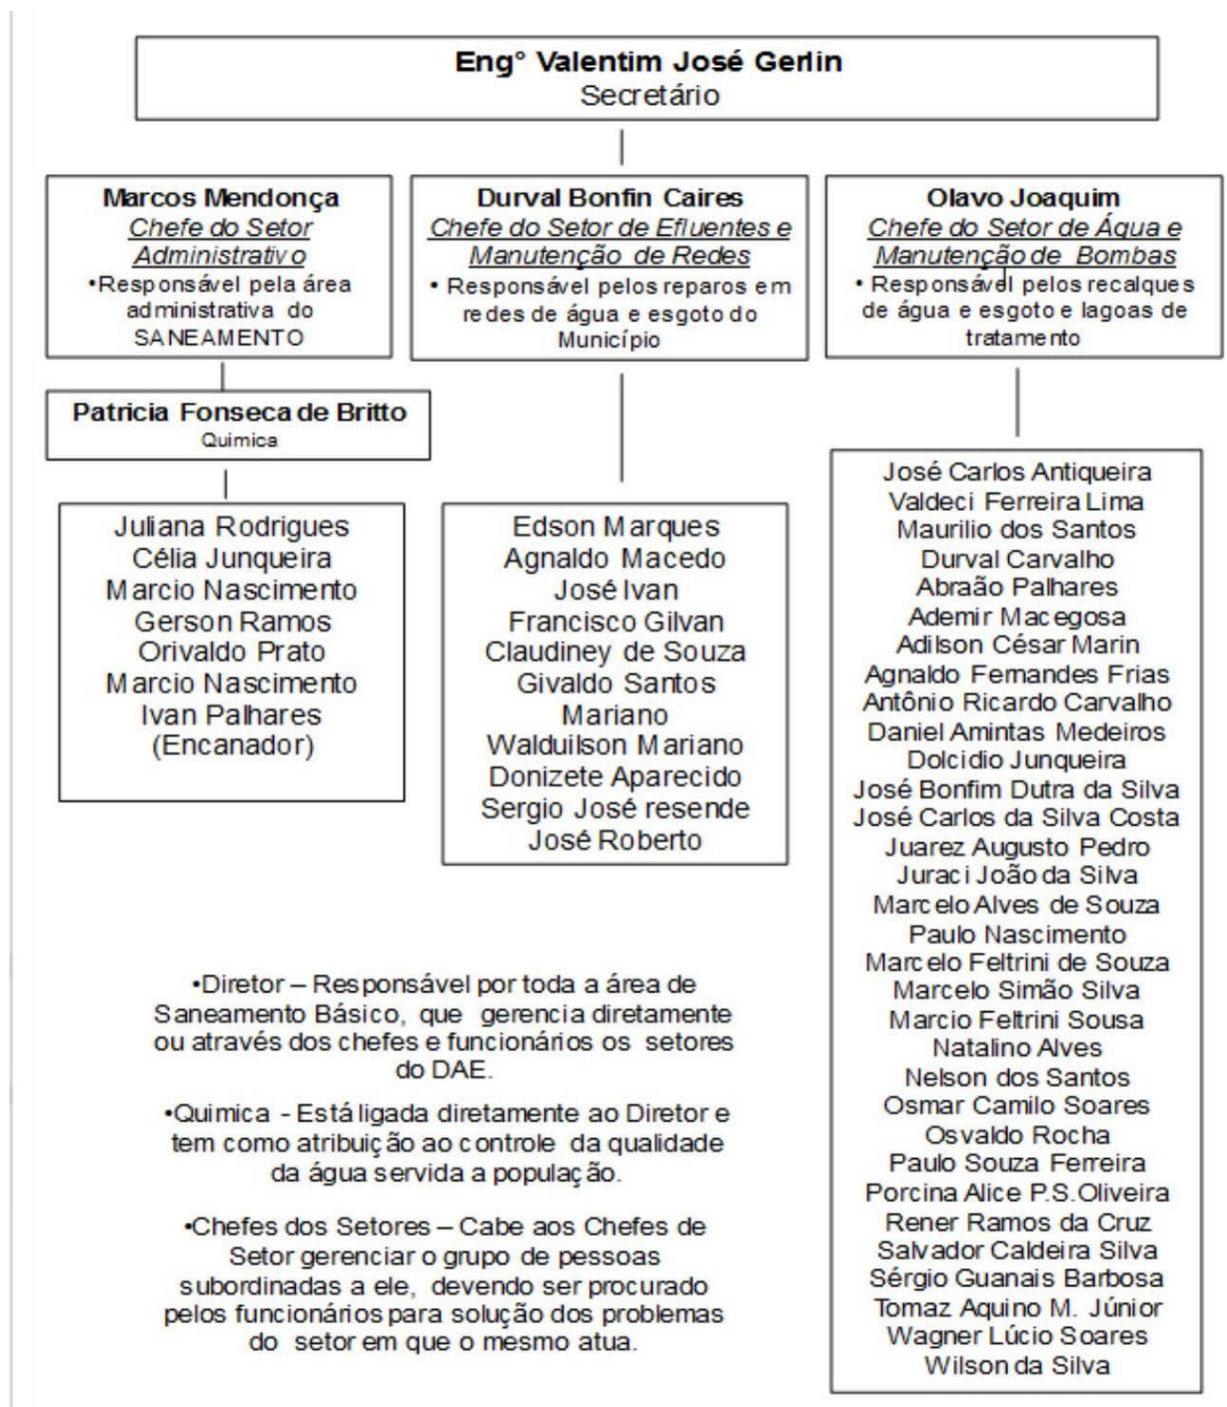 Eng° Valentim José Gerlin
Secretário
Marcos Mendonça
Chefe do Setor
Administrativo
•Responsável pela área
administrativa do
SANEAMENTO
Durval Bonfin Caires
Chefe do Setor de Efluentes e
Manutenção de Redes
• Responsável pelos reparos em
redes de água e esgoto do
Município
Olavo Joaquim
Chefe do Setor de Água e
Manutenção de Bombas
• Responsável pelos recalques
de água e esgoto e lagoas de
tratamento
Patricia Fonseca de Britto
Quimica
Juliana Rodrigues
Célia Junqueira
Marcio Nascimento
Gerson Ramos
Orivaldo Prato
Marcio Nascimento
Ivan Palhares
(Encanador)
Edson Marques
Agnaldo Macedo
José Ivan
Francisco Gilvan
Claudiney de Souza
Givaldo Santos
Mariano
Walduilson Mariano
Donizete Aparecido
Sergio José resende
José Roberto
José Carlos Antiqueira
Valdeci Ferreira Lima
Maurilio dos Santos
Durval Carvalho
Abraão Palhares
Ademir Macegosa
Adilson César Marin
Agnaldo Fernandes Frias
Antônio Ricardo Carvalho
Daniel Amintas Medeiros
Dolcidio Junqueira
José Bonfim Dutra da Silva
José Carlos da Silva Costa
Juarez Augusto Pedro
Juraci João da Silva
Marcelo Alves de Souza
Paulo Nascimento
Marcelo Feltrini de Souza
Marcelo Simão Silva
Marcio Feltrini Sousa
Natalino Alves
Nelson dos Santos
Osmar Camilo Soares
Osvaldo Rocha
Paulo Souza Ferreira
Porcina Alice P.S.Oliveira
Rener Ramos da Cruz
Salvador Caldeira Silva
Sérgio Guanais Barbosa
Tomaz Aquino M. Júnior
Wagner Lúcio Soares
Wilson da Silva
•Diretor – Responsável por toda a área de
Saneamento Básico, que gerencia diretamente
ou através dos chefes e funcionários os setores
do DAE.
•Quimica - Está ligada diretamente ao Diretor e
tem como atribuição ao controle da qualidade
da água servida a população.
•Chefes dos Setores – Cabe aos Chefes de
Setor gerenciar o grupo de pessoas
subordinadas a ele, devendo ser procurado
pelos funcionários para solução dos problemas
do setor em que o mesmo atua.